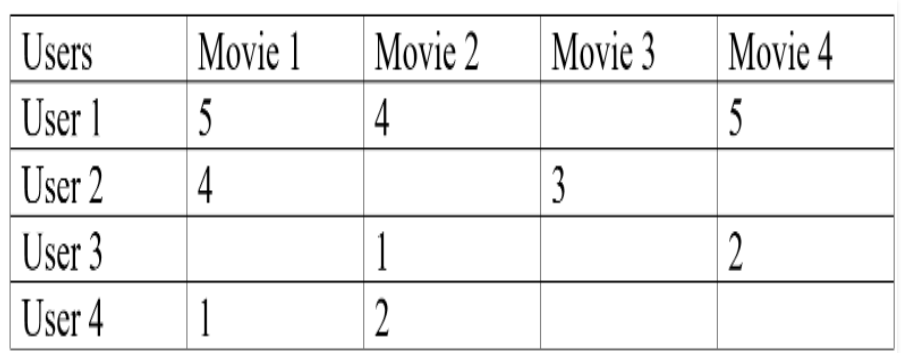 Users Movie 1 Movie 2 Movie 3 Movie 4
User 1 5 4 5
User 2 4 3
User 3 1 2
User 4 1 2